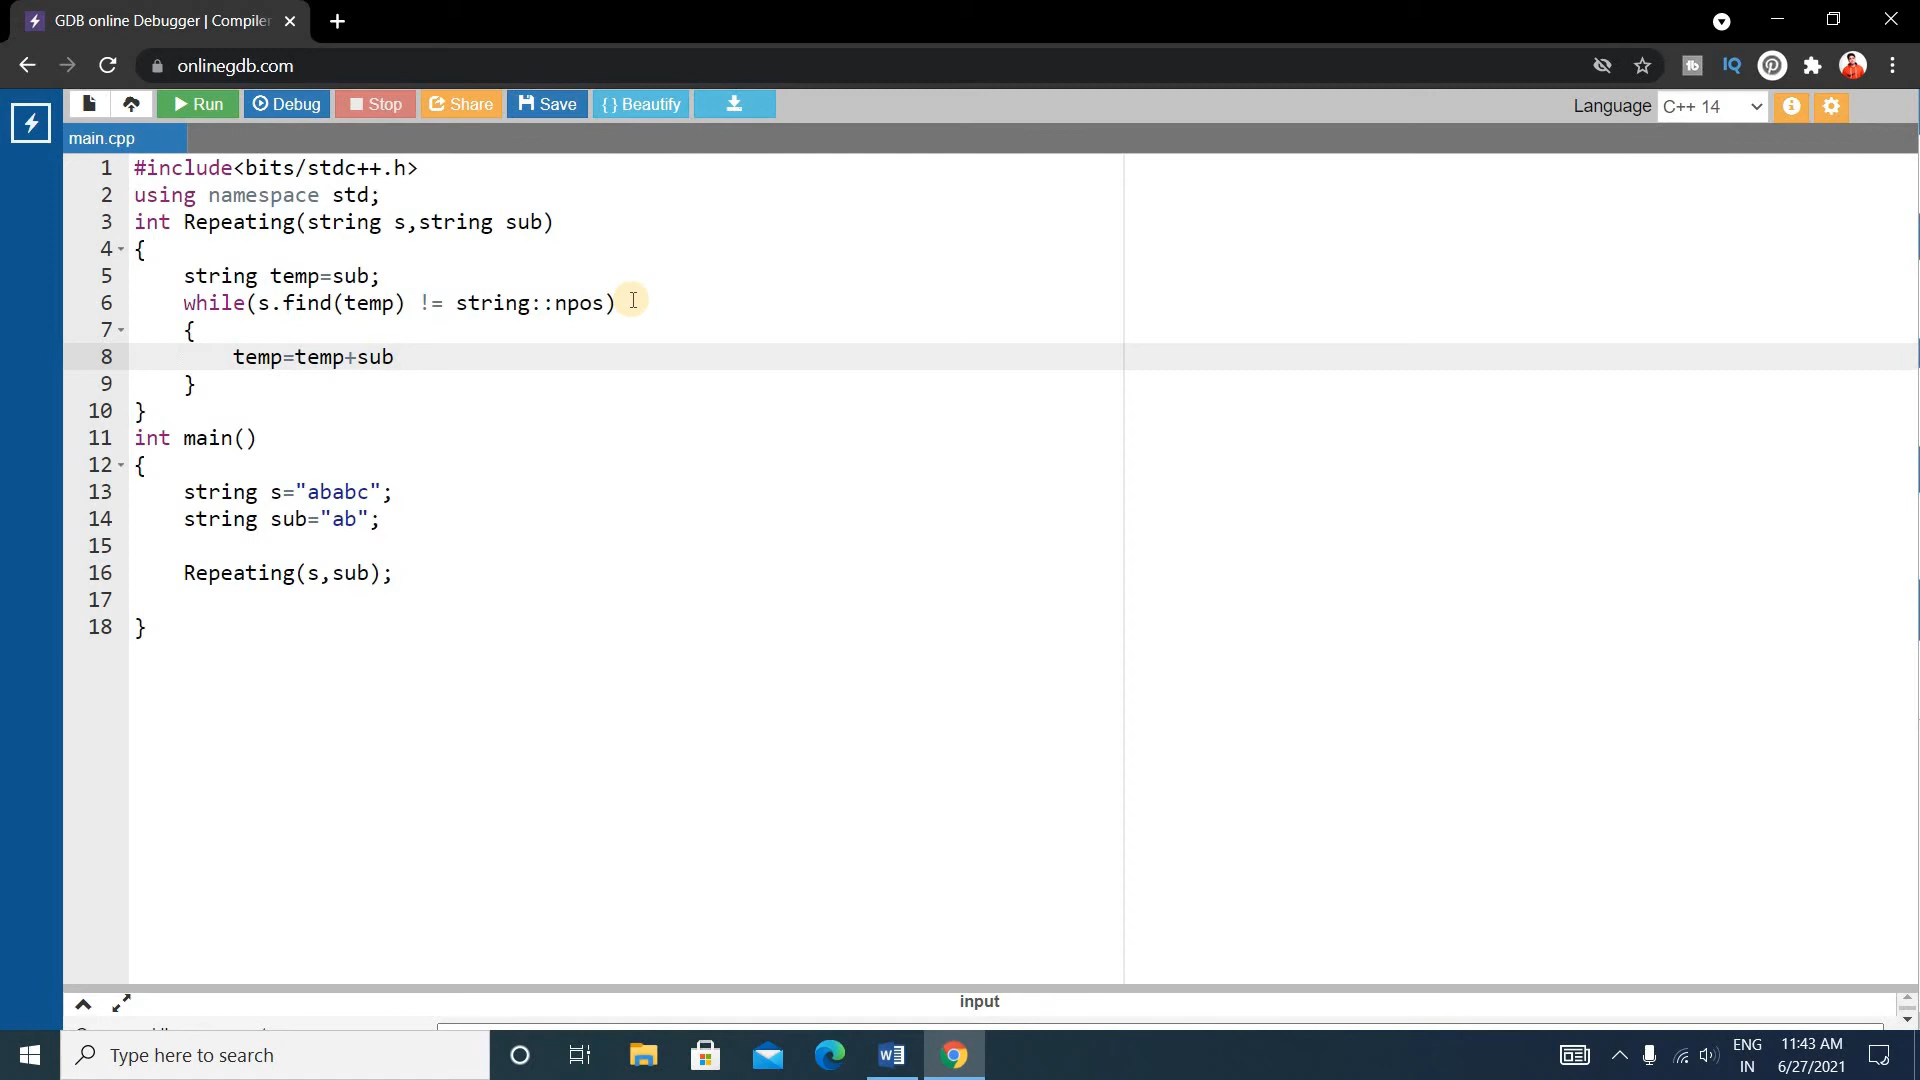 GDB online Debugger | Compiler
onlinegdb.com
Run
Debug
Stop
Share
Save
{ } Beautify
Language
C++ 14
main.cpp
1 #include<bits/stdc++.h>
2 using namespace std;
3 int Repeating(string s,string sub)
4 {
5 string temp=sub;
6 while(s.find(temp) != string::npos)
7 {
8 temp=temp+sub
9 }
10 }
11 int main()
12 {
13 string s="ababc";
14 string sub="ab";
15
16 Repeating(s,sub);
17
18 }
input
Type here to search
ENG
IN
11:43 AM
6/27/2021